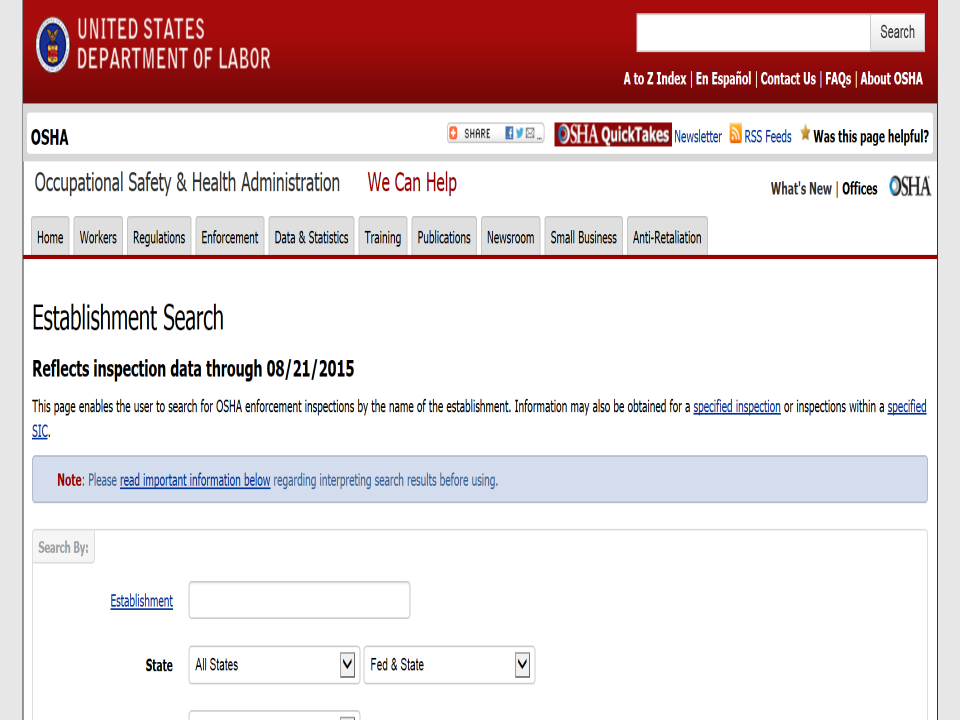 UNITED STATES
DEPARTMENT OF LABOR
Search
A to Z Index | En Español | Contact Us | FAQs | About OSHA
OSHA
SHARE
OSHA QuickTakes Newsletter RSS Feeds Was this page helpful?
Occupational Safety & Health Administration We Can Help
What's New | Offices OSHA
Home Workers Regulations Enforcement Data & Statistics Training Publications Newsroom Small Business Anti-Retaliation
Establishment Search
Reflects inspection data through 08/21/2015
This page enables the user to search for OSHA enforcement inspections by the name of the establishment. Information may also be obtained for a specified inspection or inspections within a specified
SIC.
Note: Please read important information below regarding interpreting search results before using.
Search By:
Establishment
State All States Fed & State